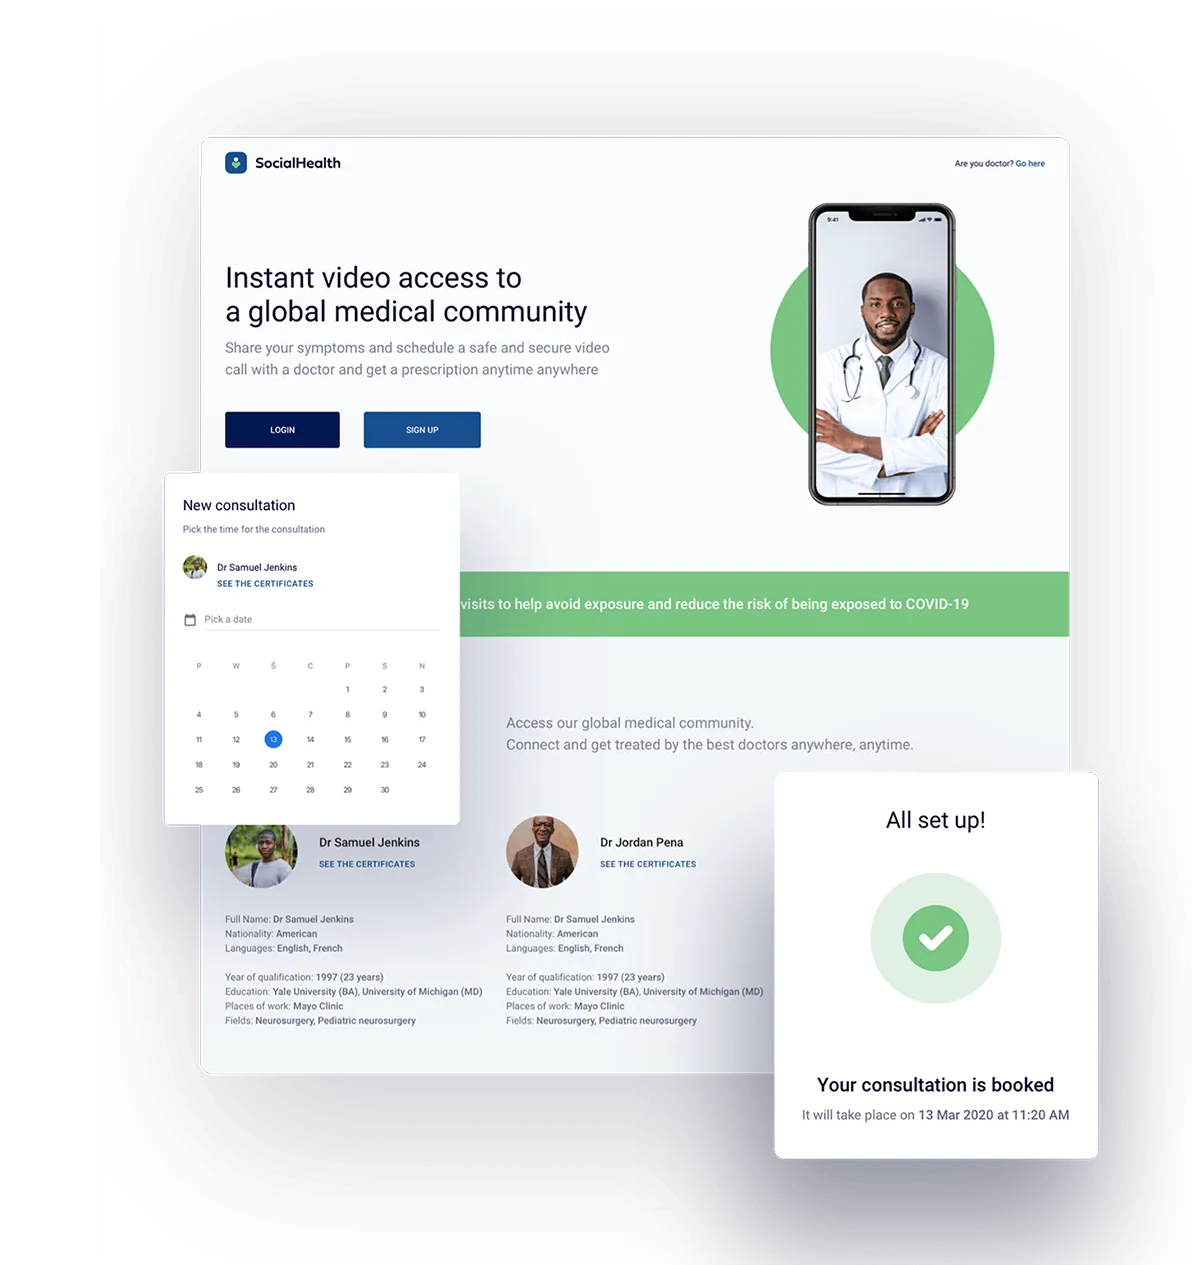 SocialHealth
Are you doctor? Go here
9:41
Instant video access to
a global medical community
Share your symptoms and schedule a safe and secure video
call with a doctor and get a prescription anytime anywhere
LOGIN
SIGN UP
New consultation
Pick the time for the consultation
Dr Samuel Jenkins
SEE THE CERTIFICATES
Pick a date
P W Ś C P S N
1 2 3
4 5 6 7 8 9 10
11 12 13 14 15 16 17
18 19 20 21 22 23 24
25 26 27 28 29 30
visits to help avoid exposure and reduce the risk of being exposed to COVID-19
Access our global medical community.
Connect and get treated by the best doctors anywhere, anytime.
Dr Samuel Jenkins
SEE THE CERTIFICATES
Full Name: Dr Samuel Jenkins
Nationality: American
Languages: English, French
Year of qualification: 1997 (23 years)
Education: Yale University (BA), University of Michigan (MD)
Places of work: Mayo Clinic
Fields: Neurosurgery, Pediatric neurosurgery
Dr Jordan Pena
SEE THE CERTIFICATES
Full Name: Dr Samuel Jenkins
Nationality: American
Languages: English, French
Year of qualification: 1997 (23 years)
Education: Yale University (BA), University of Michigan (MD)
Places of work: Mayo Clinic
Fields: Neurosurgery, Pediatric neurosurgery
All set up!
Your consultation is booked
It will take place on 13 Mar 2020 at 11:20 AM